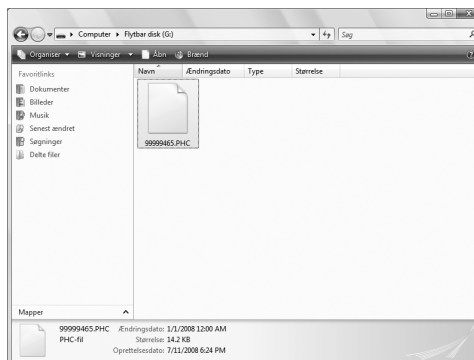 Computer ▸ Flytbar disk (G:)
Søg
Organiser Visninger Åbn Brænd
Favoritlinks
Navn Ændringsdato Type Størrelse
Dokumenter
Billeder
Musik
Senest ændret
Søgninger
Delte filer
99999465.PHC
Mapper
99999465.PHC Ændringsdato: 1/1/2008 12:00 AM
PHC-fil Størrelse: 14.2 KB
Oprettelsesdato: 7/11/2008 6:24 PM